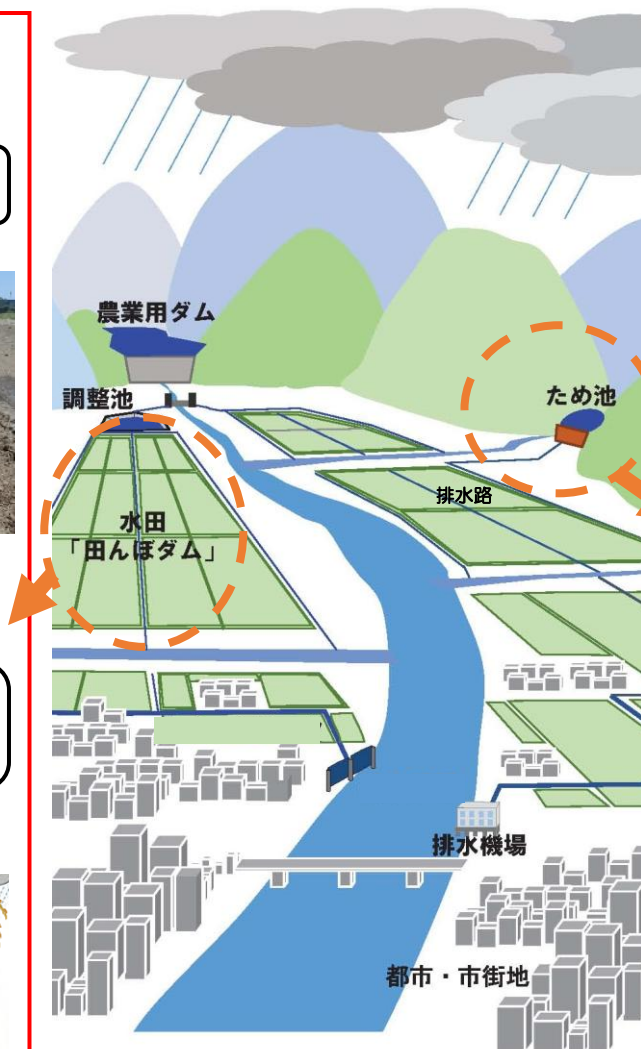 農業用ダム
調整池
ため池
排水路
水田
「田んぼダム」
排水機場
都市・市街地